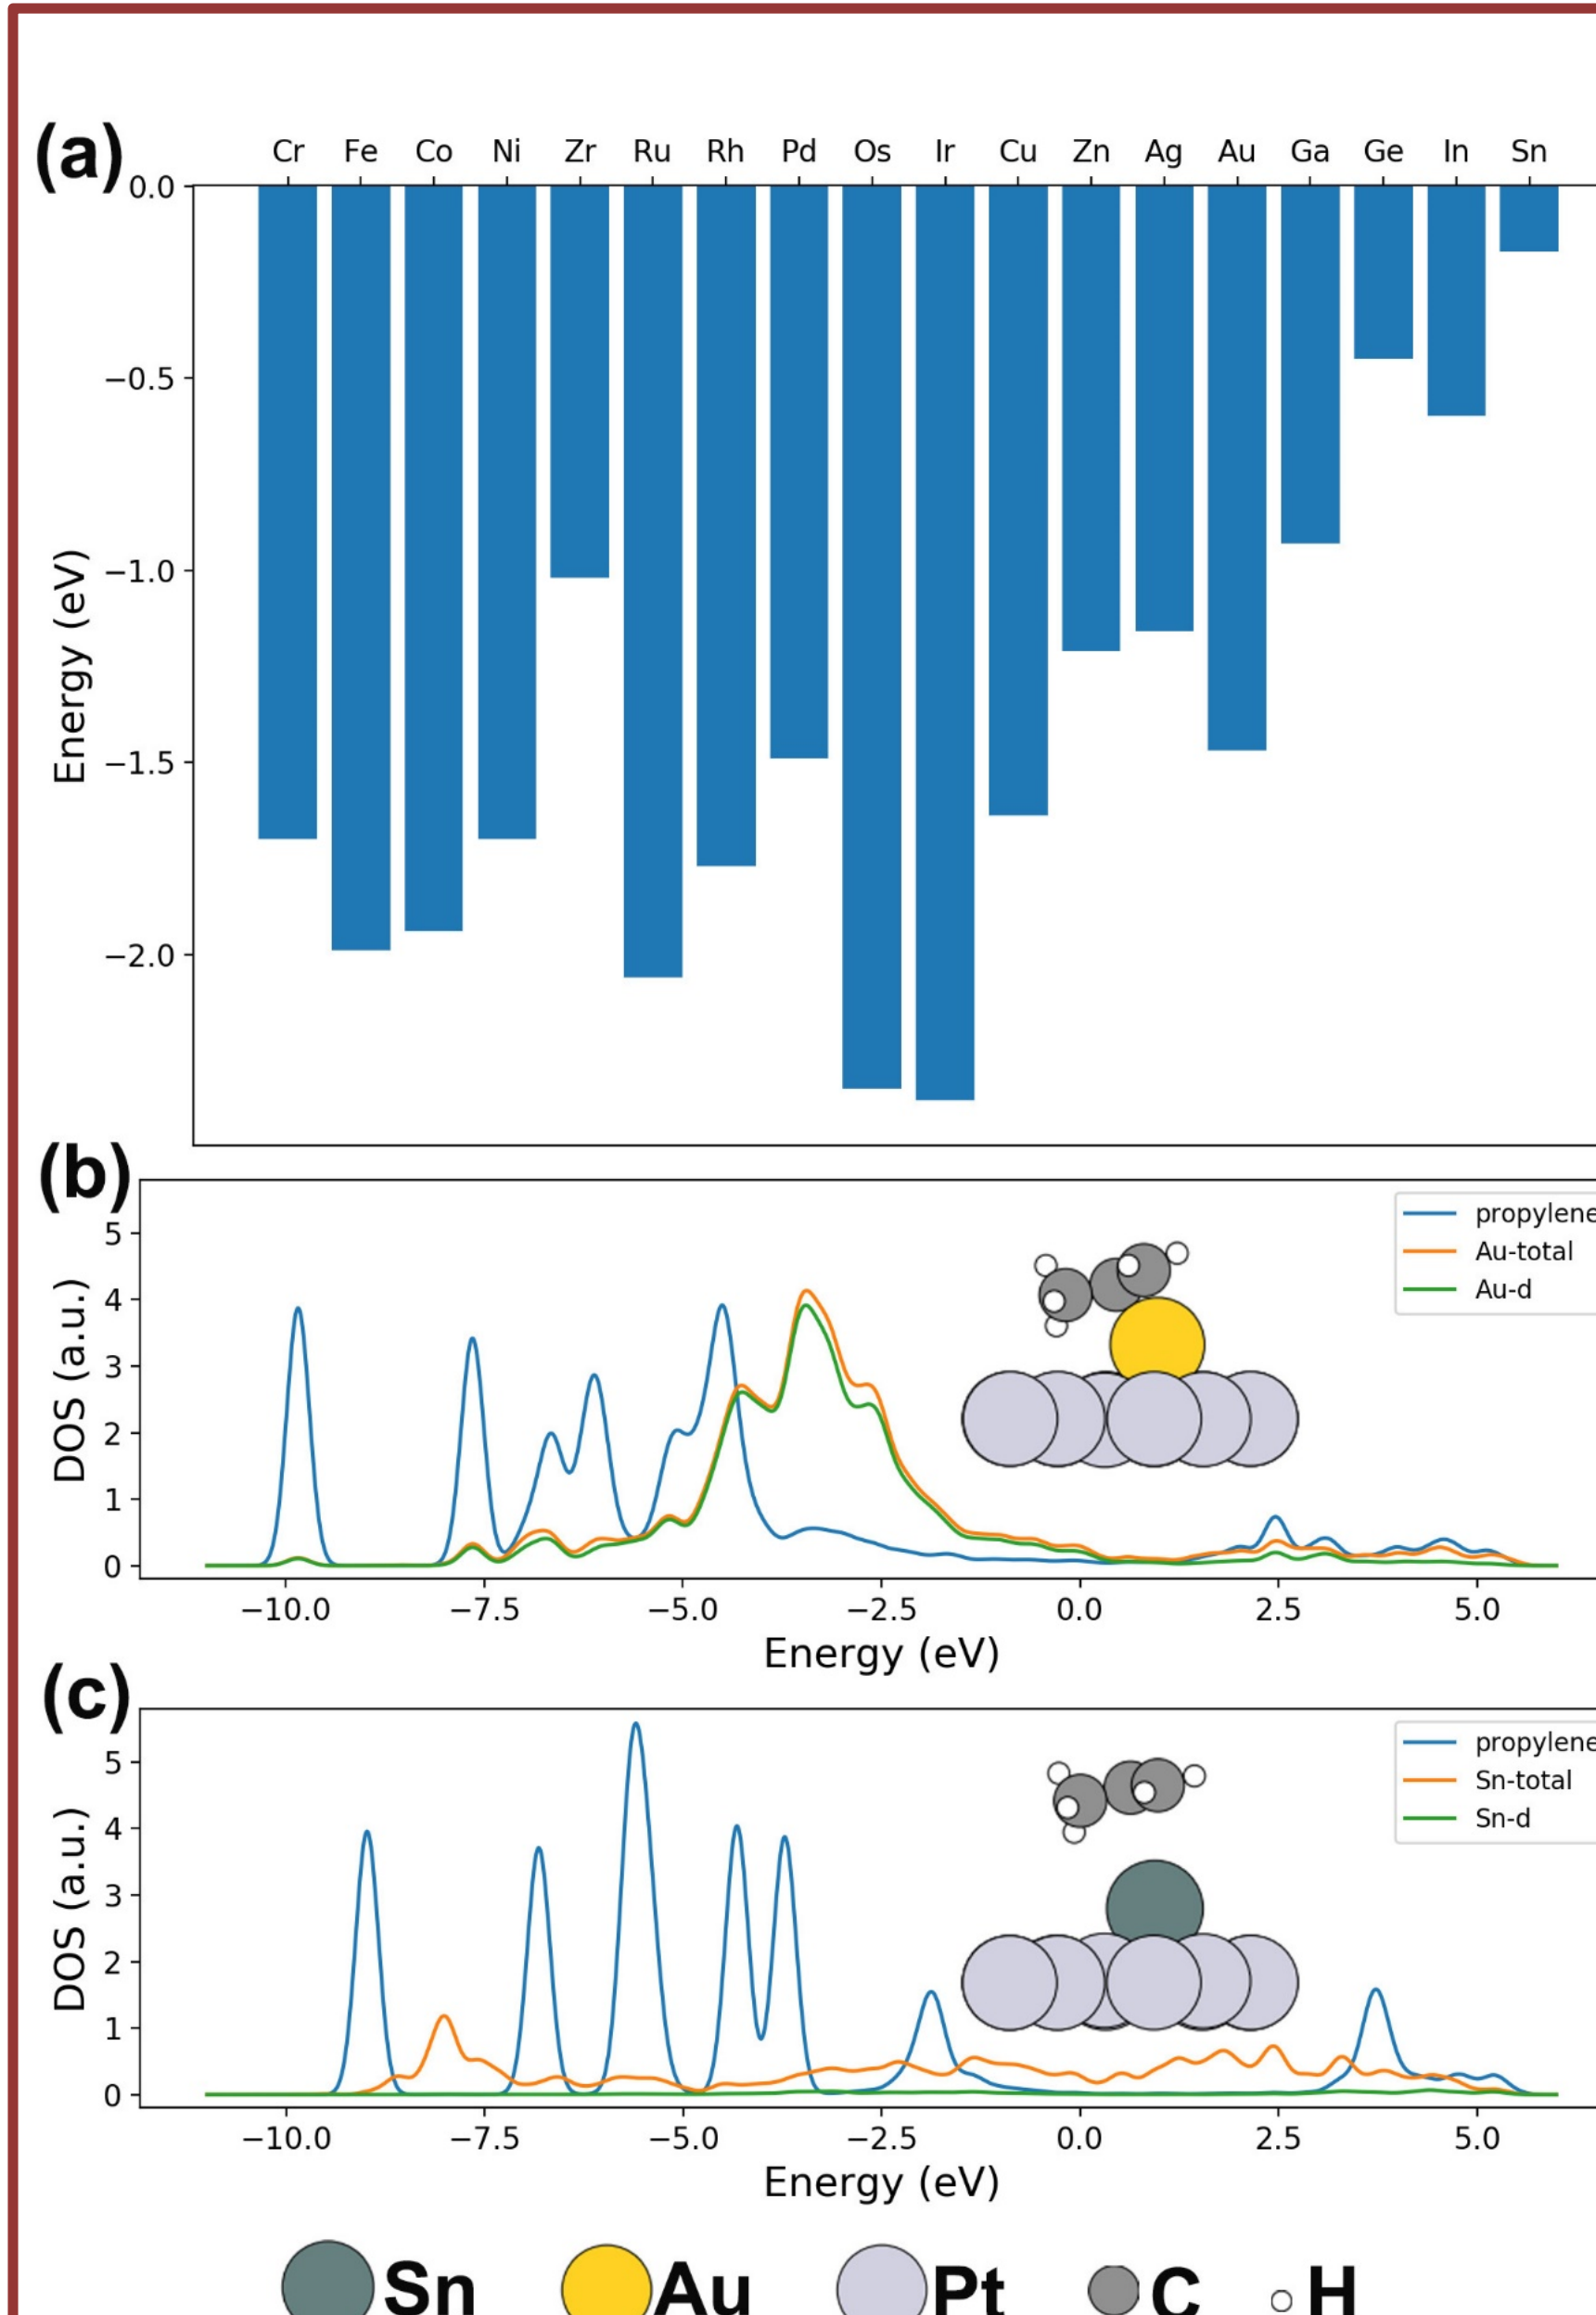 (a)
Cr Fe Co Ni Zr Ru Rh Pd Os Ir Cu Zn Ag Au Ga Ge In Sn
0.0
−0.5
−1.0
−1.5
−2.0
Energy (eV)
(b)
5
4
3
2
1
0
DOS (a.u.)
propylene
Au-total
Au-d
−10.0 −7.5 −5.0 −2.5 0.0 2.5 5.0
Energy (eV)
(c)
5
4
3
2
1
0
DOS (a.u.)
propylene
Sn-total
Sn-d
−10.0 −7.5 −5.0 −2.5 0.0 2.5 5.0
Energy (eV)
Sn Au Pt C H